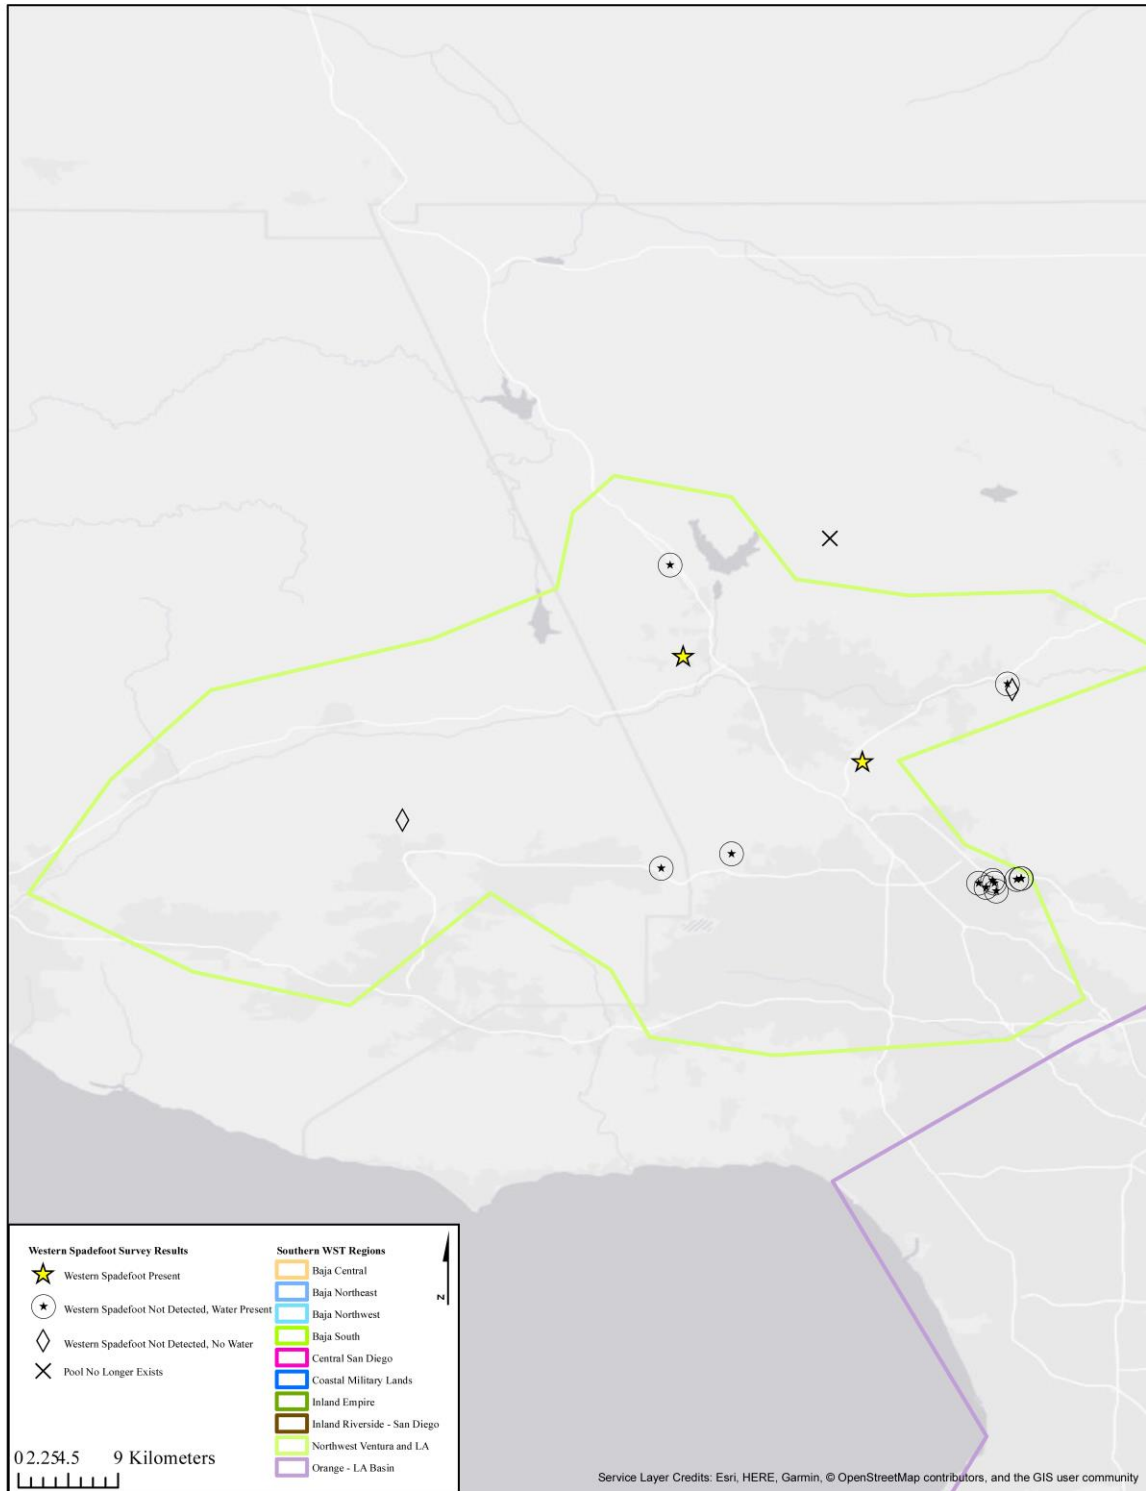 Western Spadefoot Survey Results
Western Spadefoot Present
Western Spadefoot Not Detected, Water Present
Western Spadefoot Not Detected, No Water
Pool No Longer Exists
0 2.254.5 9 Kilometers
Southern WST Regions
Baja Central
Baja Northeast
Baja Northwest
Baja South
Central San Diego
Coastal Military Lands
Inland Empire
Inland Riverside - San Diego
Northwest Ventura and LA
Orange - LA Basin
N
Service Layer Credits: Esri, HERE, Garmin, © OpenStreetMap contributors, and the GIS user community